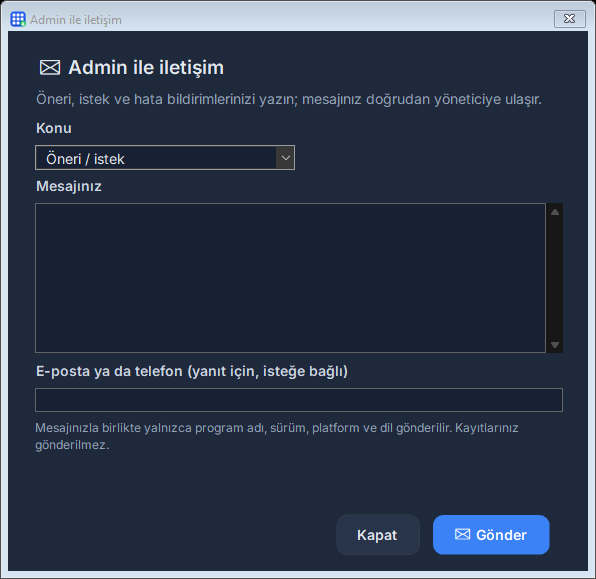 Admin ile iletişim
Admin ile iletişim
Öneri, istek ve hata bildirimlerinizi yazın; mesajınız doğrudan yöneticiye ulaşır.
Konu
Öneri / istek
Mesajınız
E-posta ya da telefon (yanıt için, isteğe bağlı)
Mesajınızla birlikte yalnızca program adı, sürüm, platform ve dil gönderilir. Kayıtlarınız
gönderilmez.
Kapat
Gönder